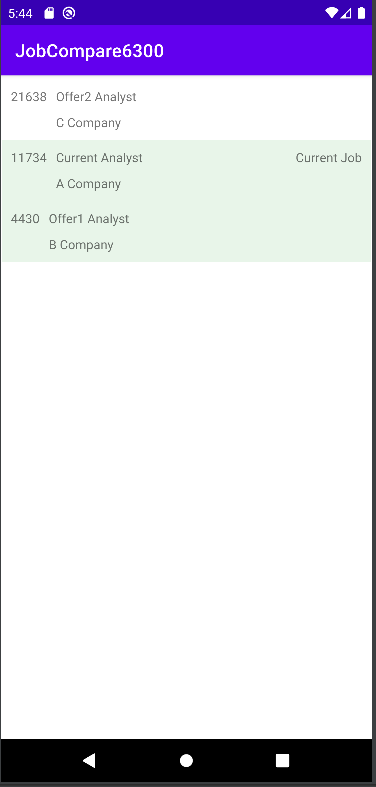 5:44
JobCompare6300
21638 Offer2 Analyst
C Company
11734 Current Analyst Current Job
A Company
4430 Offer1 Analyst
B Company